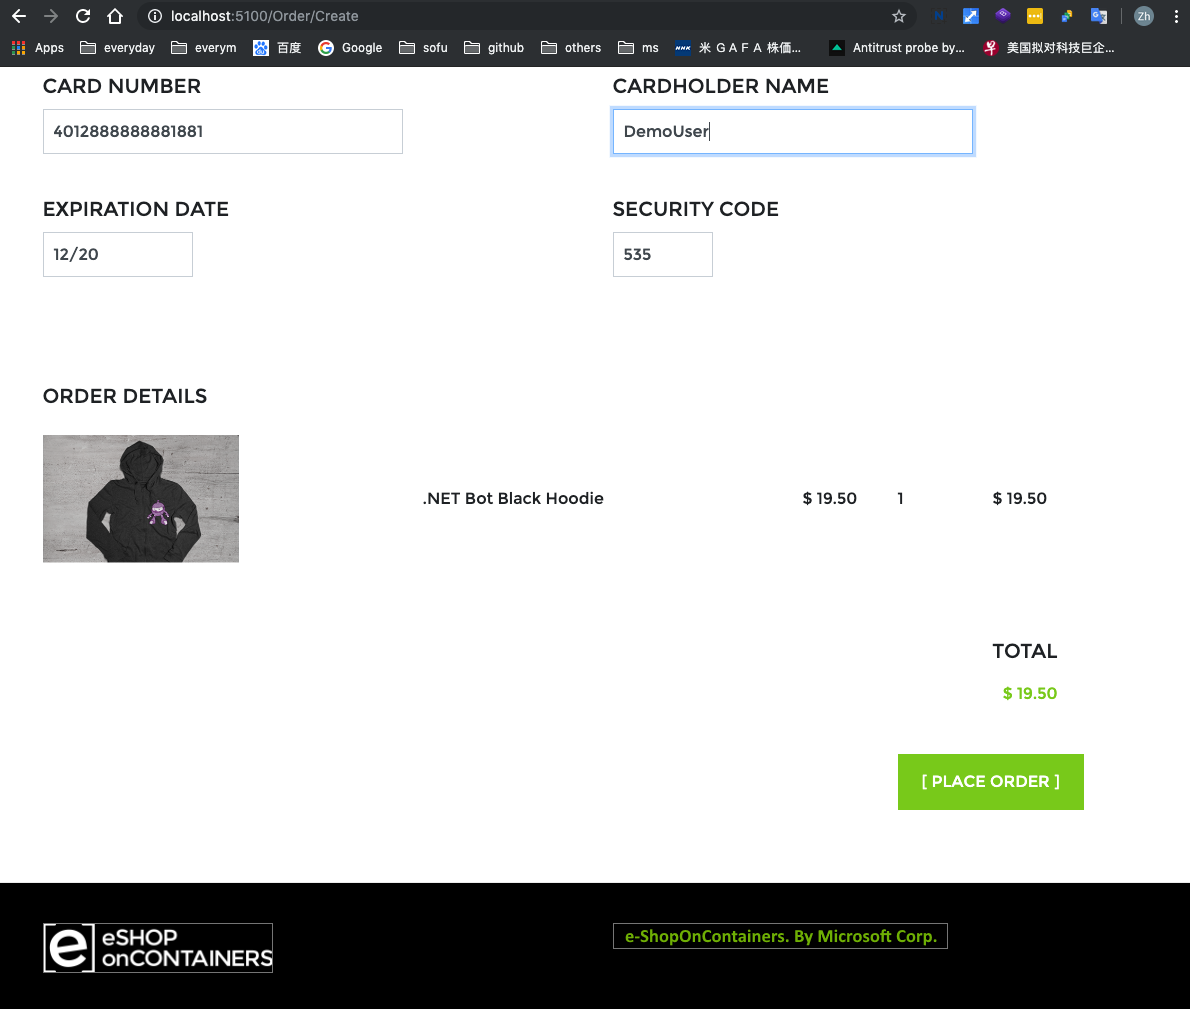 localhost:5100/Order/Create
Zh
Apps everyday everym 百度 Google sofu github others ms NHK 米 ＧＡＦＡ 株価... Antitrust probe by... 美国拟对科技巨企...
CARD NUMBER CARDHOLDER NAME
4012888888881881 DemoUser
EXPIRATION DATE SECURITY CODE
12/20 535
ORDER DETAILS
.NET Bot Black Hoodie $ 19.50 1 $ 19.50
TOTAL
$ 19.50
[ PLACE ORDER ]
e eSHOP
onCONTAINERS
e-ShopOnContainers. By Microsoft Corp.